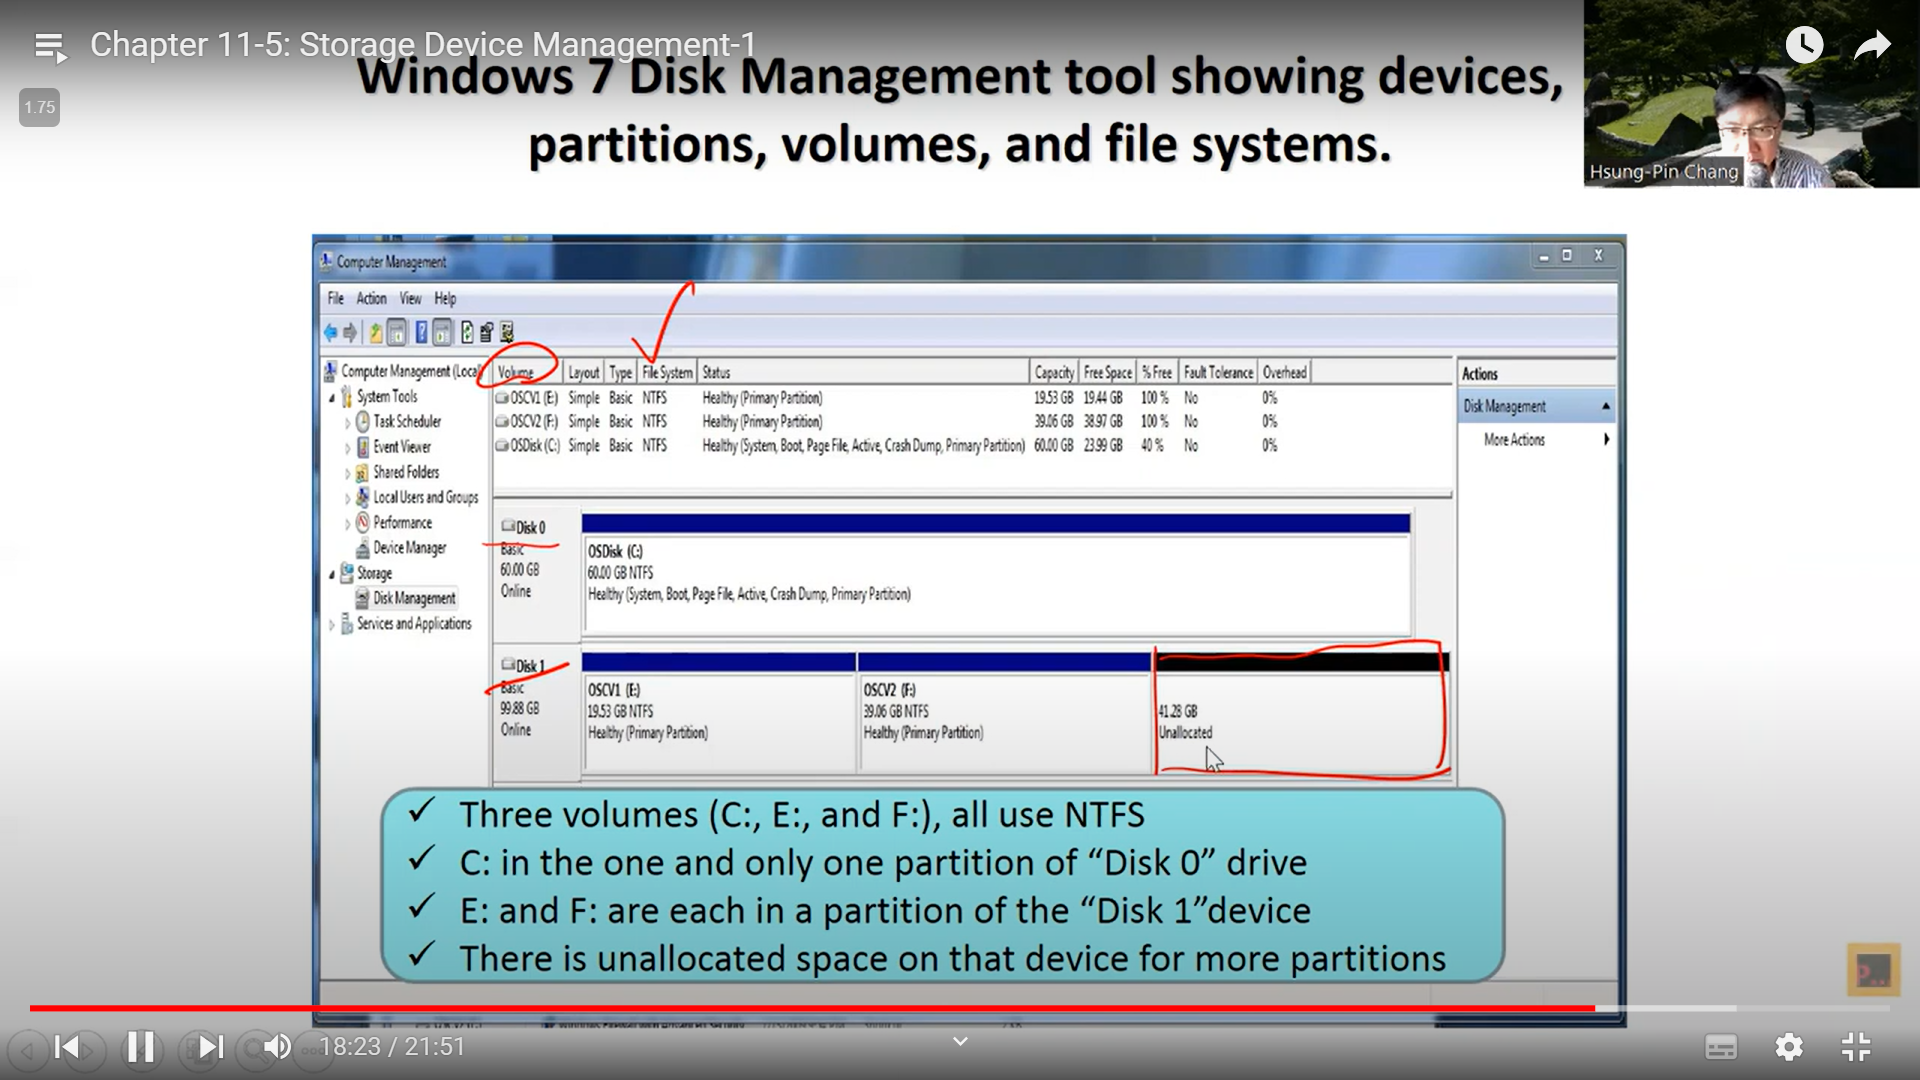 Chapter 11-5: Storage Device Management-1
1.75
Windows 7 Disk Management tool showing devices,
partitions, volumes, and file systems.
Hsung-Pin Chang
Computer Management
File Action View Help
Computer Management (Local
System Tools
Task Scheduler
Event Viewer
Shared Folders
Local Users and Groups
Performance
Device Manager
Storage
Disk Management
Services and Applications
Volume Layout Type File System Status Capacity Free Space % Free Fault Tolerance Overhead
OSCV1 (E:) Simple Basic NTFS Healthy (Primary Partition) 19.53 GB 19.44 GB 100 % No 0%
OSCV2 (F:) Simple Basic NTFS Healthy (Primary Partition) 39.06 GB 38.97 GB 100 % No 0%
OSDisk (C:) Simple Basic NTFS Healthy (System, Boot, Page File, Active, Crash Dump, Primary Partition) 60.00 GB 23.99 GB 40 % No 0%
Actions
Disk Management
More Actions
Disk 0
Basic
60.00 GB
Online
OSDisk (C:)
60.00 GB NTFS
Healthy (System, Boot, Page File, Active, Crash Dump, Primary Partition)
Disk 1
Basic
99.88 GB
Online
OSCV1 (E:)
19.53 GB NTFS
Healthy (Primary Partition)
OSCV2 (F:)
39.06 GB NTFS
Healthy (Primary Partition)
41.28 GB
Unallocated
✓ Three volumes (C:, E:, and F:), all use NTFS
✓ C: in the one and only one partition of “Disk 0” drive
✓ E: and F: are each in a partition of the “Disk 1”device
✓ There is unallocated space on that device for more partitions
P..
18:23 / 21:51